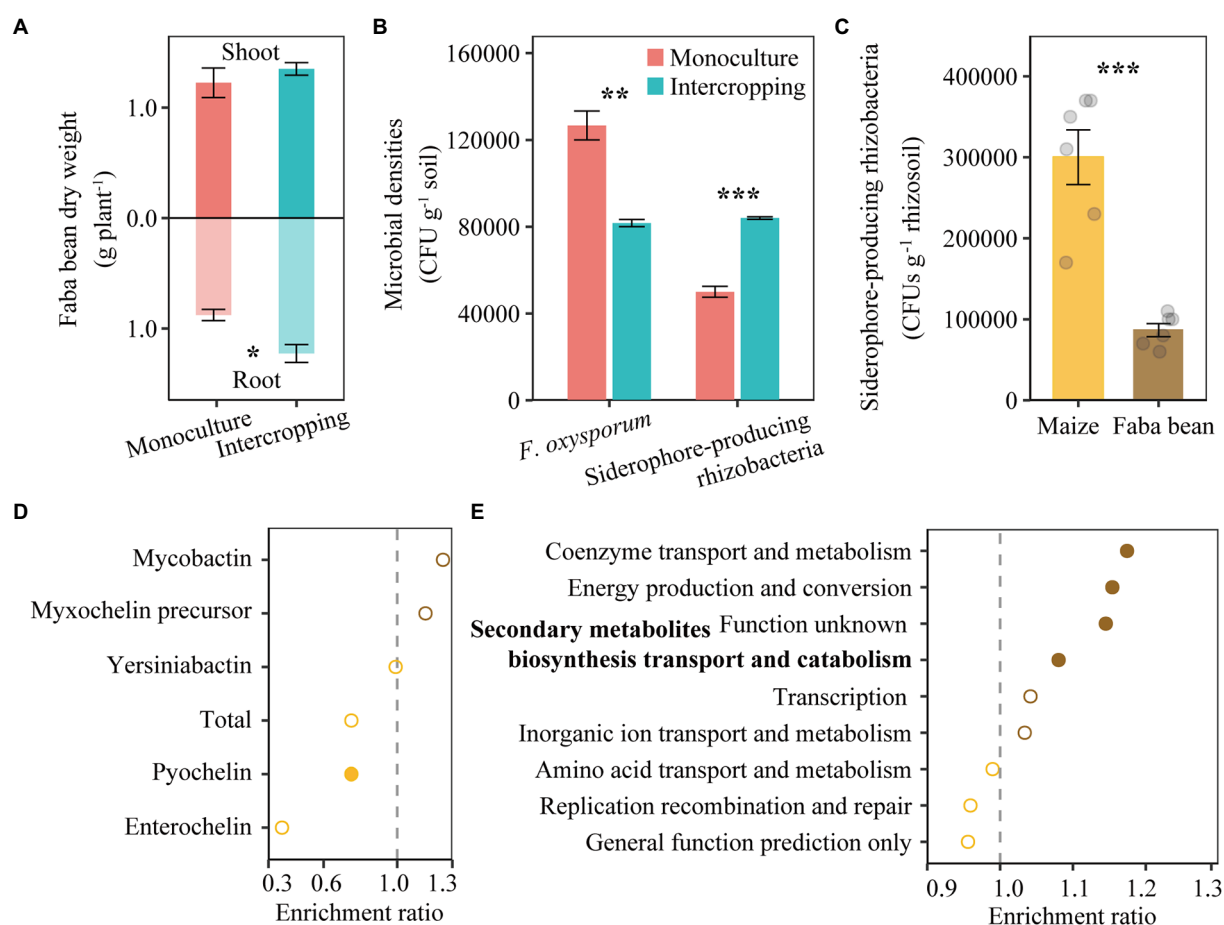 A
Faba bean dry weight
(g plant⁻¹)
1.0
0.0
1.0
Shoot
*
Root
Monoculture
Intercropping
B
Microbial densities
(CFU g⁻¹ soil)
160000
120000
80000
40000
0
Monoculture
Intercropping
**
***
F. oxysporum
Siderophore-producing
rhizobacteria
C
Siderophore-producing rhizobacteria
(CFUs g⁻¹ rhizosoil)
400000
300000
200000
100000
0
***
Maize
Faba bean
D
Mycobactin
Myxochelin precursor
Yersiniabactin
Total
Pyochelin
Enterochelin
0.3 0.6 1.0 1.3
Enrichment ratio
E
Coenzyme transport and metabolism
Energy production and conversion
Function unknown
Secondary metabolites
biosynthesis transport and catabolism
Transcription
Inorganic ion transport and metabolism
Amino acid transport and metabolism
Replication recombination and repair
General function prediction only
0.9 1.0 1.1 1.2 1.3
Enrichment ratio